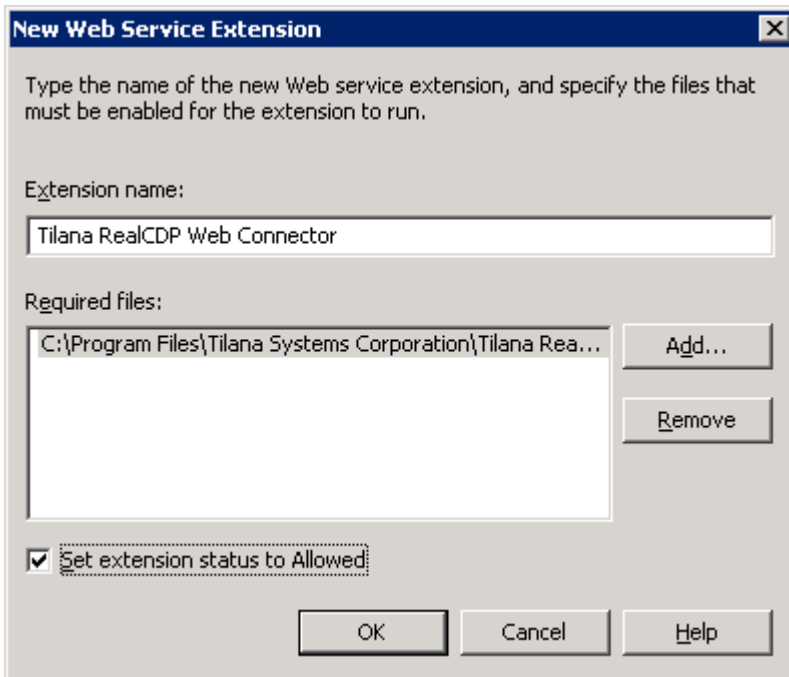 New Web Service Extension
Type the name of the new Web service extension, and specify the files that
must be enabled for the extension to run.
Extension name:
Tilana RealCDP Web Connector
Required files:
C:\Program Files\Tilana Systems Corporation\Tilana Rea...
Add...
Remove
Set extension status to Allowed
OK
Cancel
Help